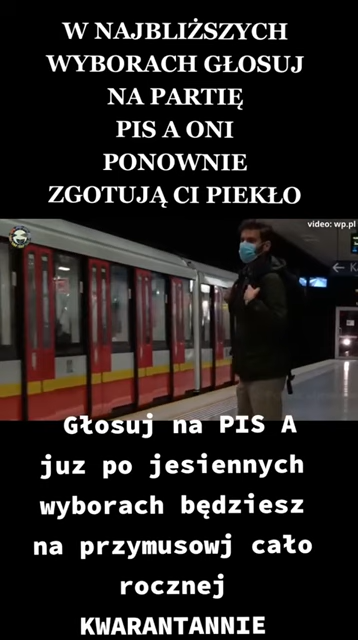 W NAJBLIŻSZYCH
WYBORACH GŁOSUJ
NA PARTIĘ
PIS A ONI
PONOWNIE
ZGOTUJĄ CI PIEKŁO
video: wp.pl
Głosuj na PIS A
juz po jesiennych
wyborach będziesz
na przymusowj cało
rocznej
KWARANTANNIE